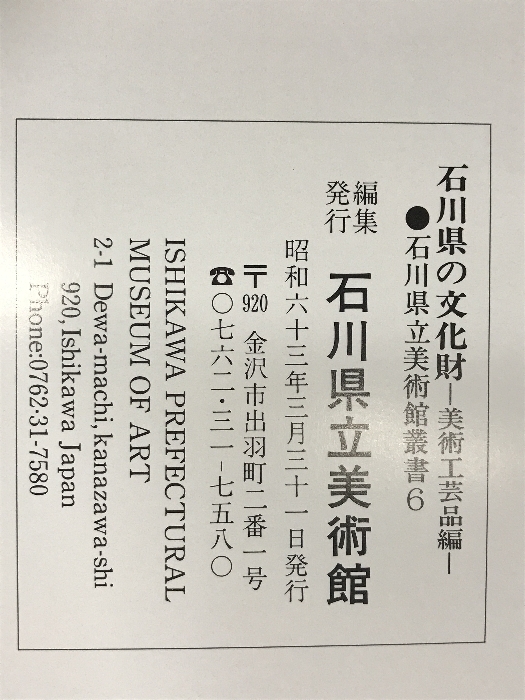 石川県の文化財—美術工芸品編—
●石川県立美術館叢書6
編集
発行
石川県立美術館
昭和六十三年三月三十一日発行
〒920 金沢市出羽町二番一号
☎〇七六二・三一-七五八〇
ISHIKAWA PREFECTURAL
MUSEUM OF ART
2-1 Dewa-machi, kanazawa-shi
920, Ishikawa Japan
Phone:0762-31-7580